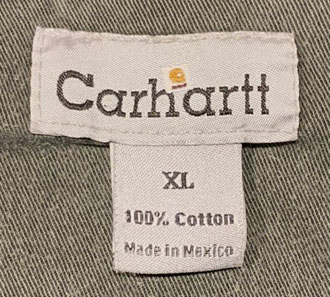 Carhartt
XL
100% Cotton
Made in Mexico